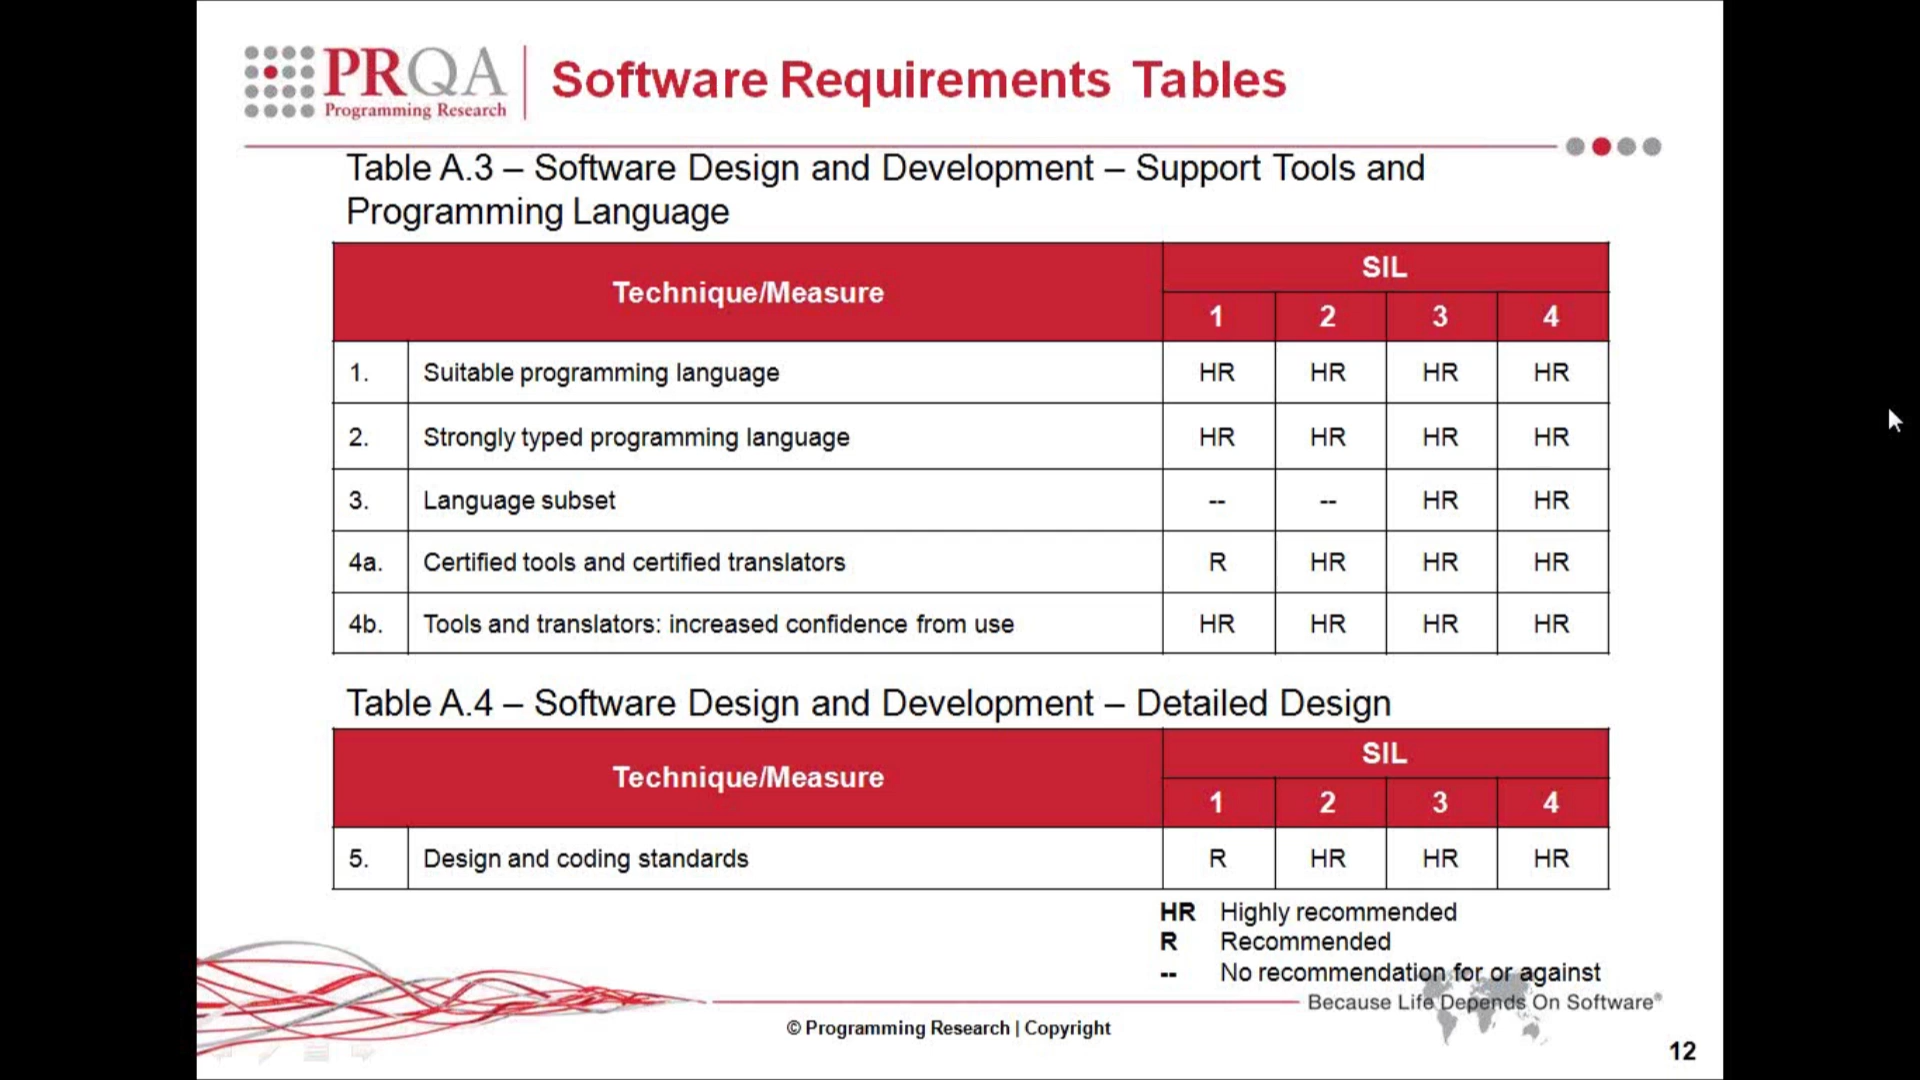 PRQA
Programming Research
Software Requirements Tables
Table A.3 – Software Design and Development – Support Tools and
Programming Language
Technique/Measure
SIL
1 2 3 4
1. Suitable programming language HR HR HR HR
2. Strongly typed programming language HR HR HR HR
3. Language subset -- -- HR HR
4a. Certified tools and certified translators R HR HR HR
4b. Tools and translators: increased confidence from use HR HR HR HR
Table A.4 – Software Design and Development – Detailed Design
Technique/Measure
SIL
1 2 3 4
5. Design and coding standards R HR HR HR
HR Highly recommended
R Recommended
-- No recommendation for or against
Because Life Depends On Software®
© Programming Research | Copyright
12